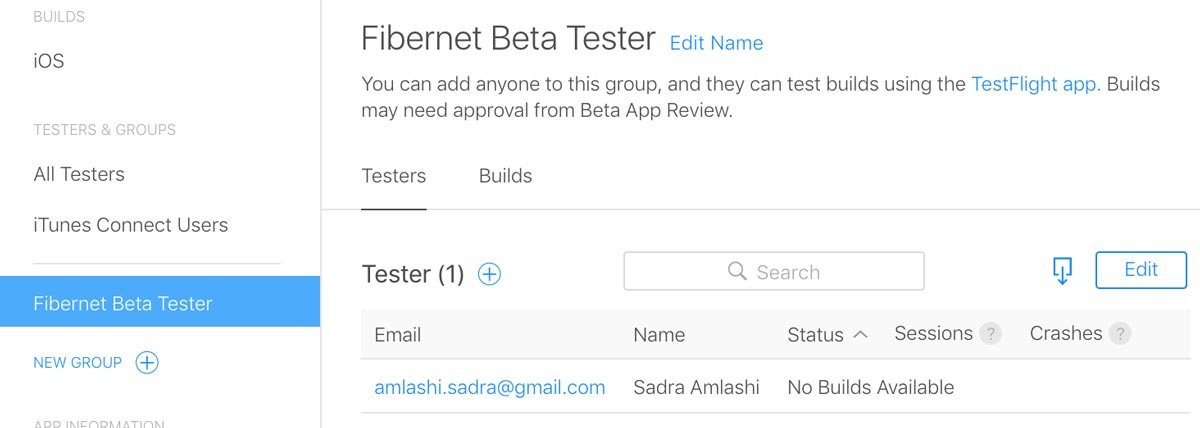 BUILDS
iOS
TESTERS & GROUPS
All Testers
iTunes Connect Users
Fibernet Beta Tester
NEW GROUP
APP INFORMATION
Fibernet Beta Tester Edit Name
You can add anyone to this group, and they can test builds using the TestFlight app. Builds
may need approval from Beta App Review.
Testers Builds
Tester (1) Search Edit
Email Name Status Sessions ? Crashes ?
amlashi.sadra@gmail.com Sadra Amlashi No Builds Available